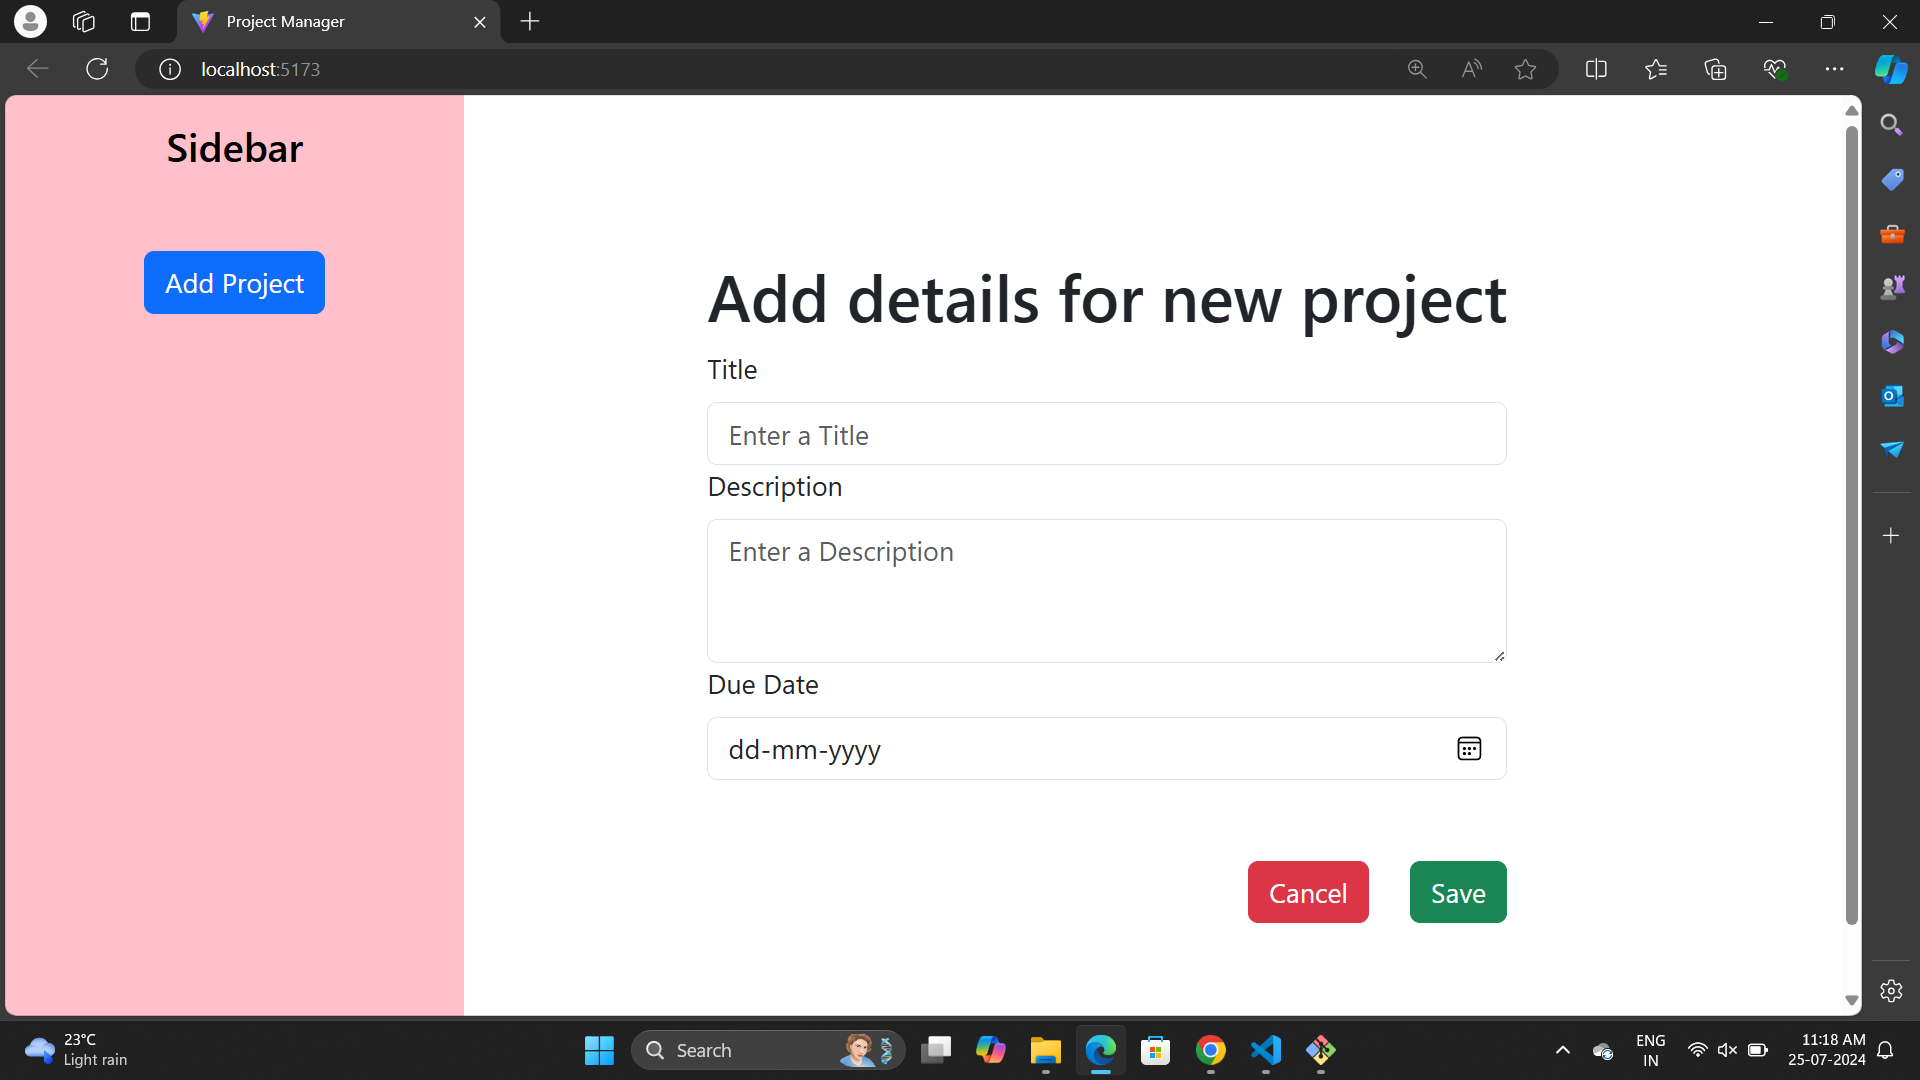 Project Manager
localhost:5173
Sidebar
Add Project
Add details for new project
Title
Enter a Title
Description
Enter a Description
Due Date
dd-mm-yyyy
Cancel
Save
23°C
Light rain
Search
ENG
IN
11:18 AM
25-07-2024